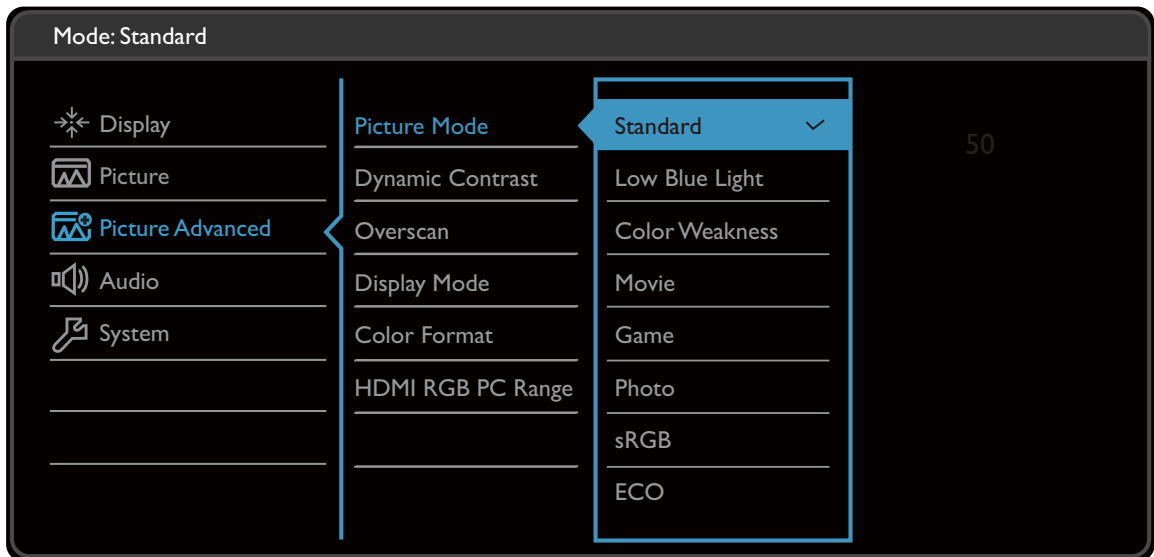 Mode: Standard
Display
Picture
Picture Advanced
Audio
System
Picture Mode
Dynamic Contrast
Overscan
Display Mode
Color Format
HDMI RGB PC Range
Standard
Low Blue Light
Color Weakness
Movie
Game
Photo
sRGB
ECO
50